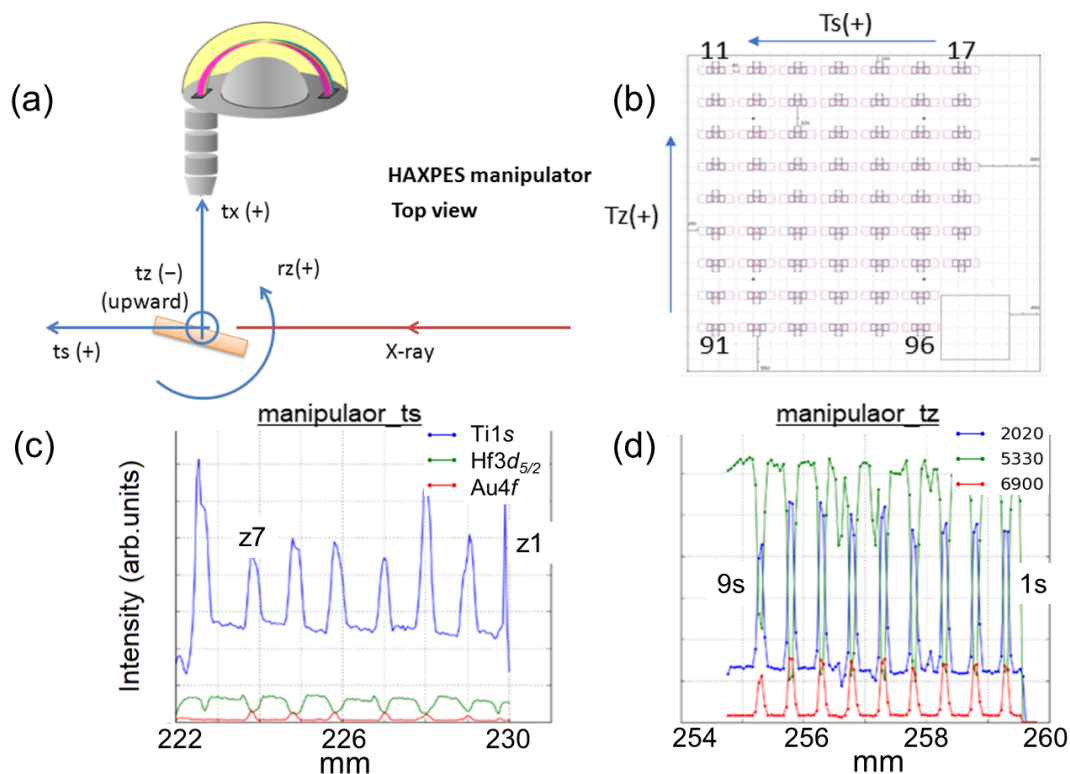 (a)
HAXPES manipulator
Top view
tx (+)
tz (−)
(upward)
rz(+)
ts (+)
X-ray
(b)
Ts(+)
11
17
Tz(+)
91
96
(c)
manipulaor_ts
Ti1s
Hf3d5/2
Au4f
z7
z1
Intensity (arb.units)
222
226
230
mm
(d)
manipulaor_tz
2020
5330
6900
9s
1s
254
256
258
260
mm